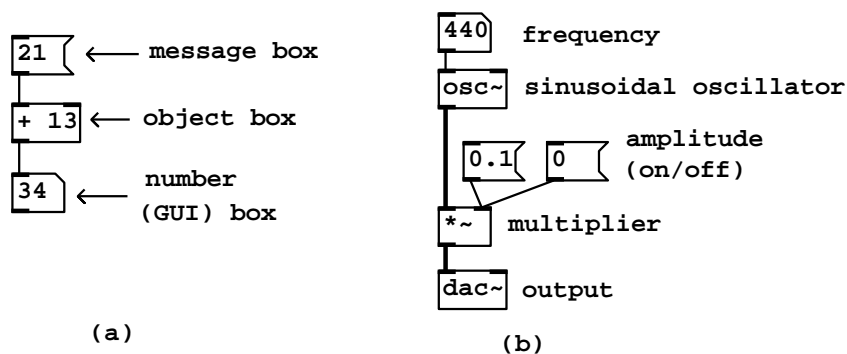 21
message box
+ 13
object box
34
number
(GUI) box
(a)
440
frequency
osc~
sinusoidal oscillator
0.1
0
amplitude
(on/off)
*~
multiplier
dac~
output
(b)